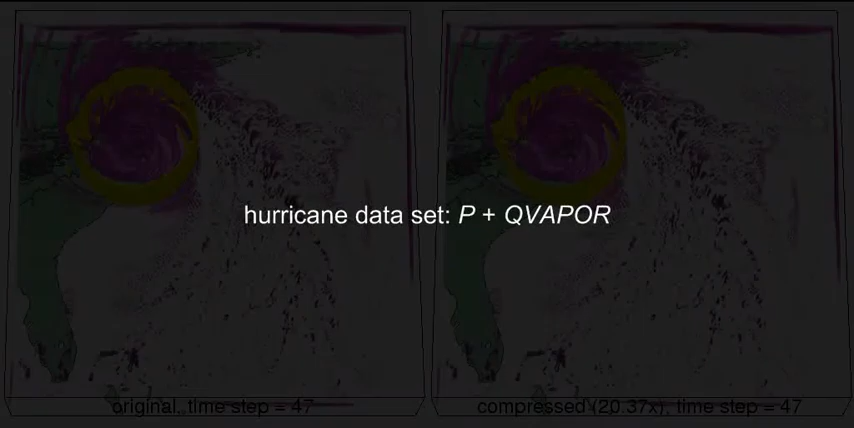 hurricane data set: P + QVAPOR
original, time step = 47
compressed (20.37x), time step = 47